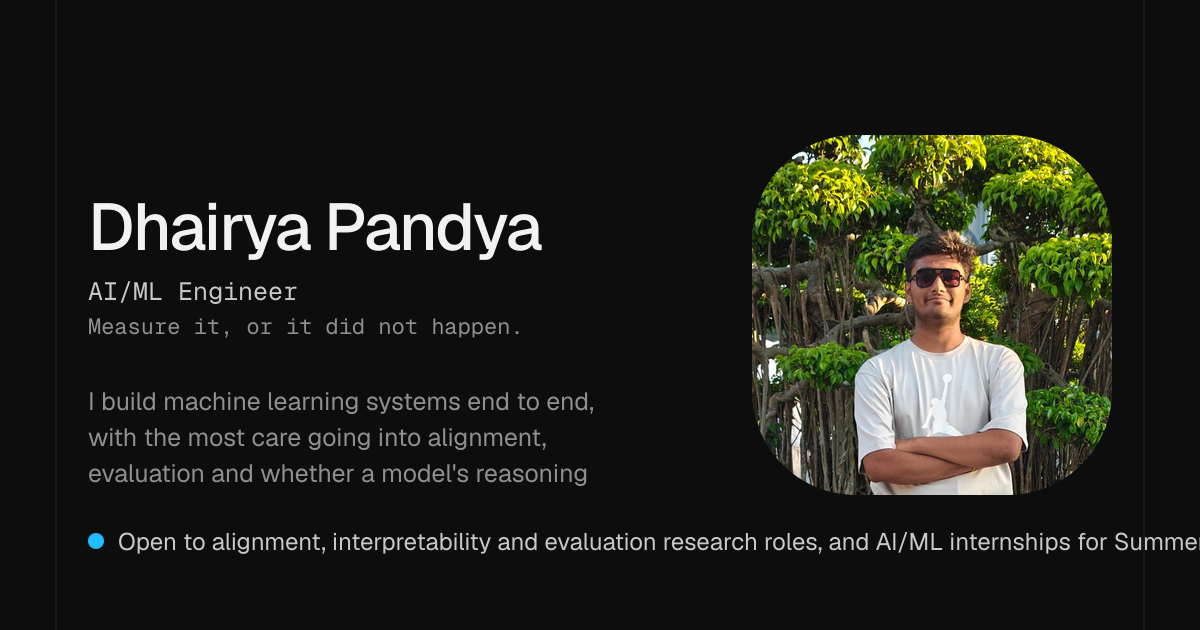 Dhairya Pandya
AI/ML Engineer
Measure it, or it did not happen.
I build machine learning systems end to end,
with the most care going into alignment,
evaluation and whether a model's reasoning
Open to alignment, interpretability and evaluation research roles, and AI/ML internships for Summer